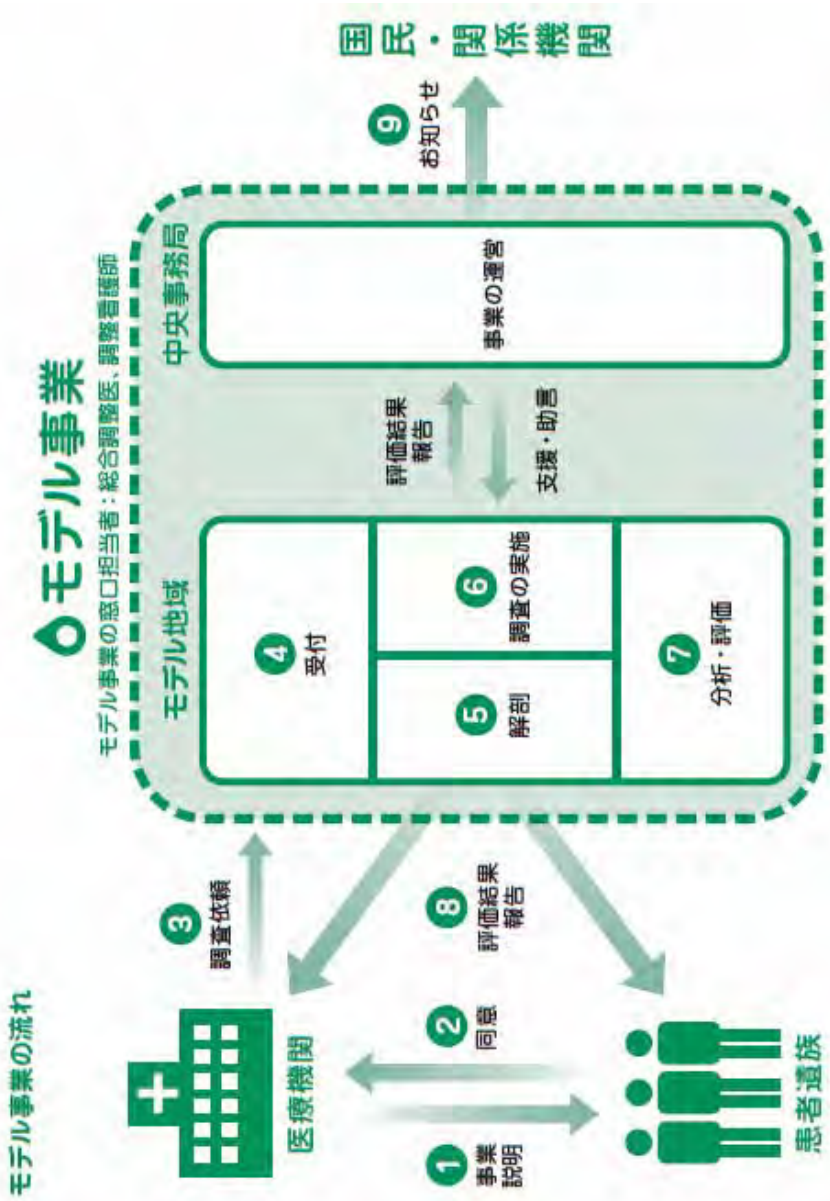 モデル事業の流れ
モデル事業
モデル事業の窓口担当者：総合調整医、調整看護師
医療機関
患者遺族
1
事業
説明
2
同意
3
調査依頼
モデル地域
4
受付
5
解剖
6
調査の実施
7
分析・評価
8
評価結果
報告
評価結果
報告
支援・助言
中央事務局
事業の運営
9
お知らせ
国民・関係機関